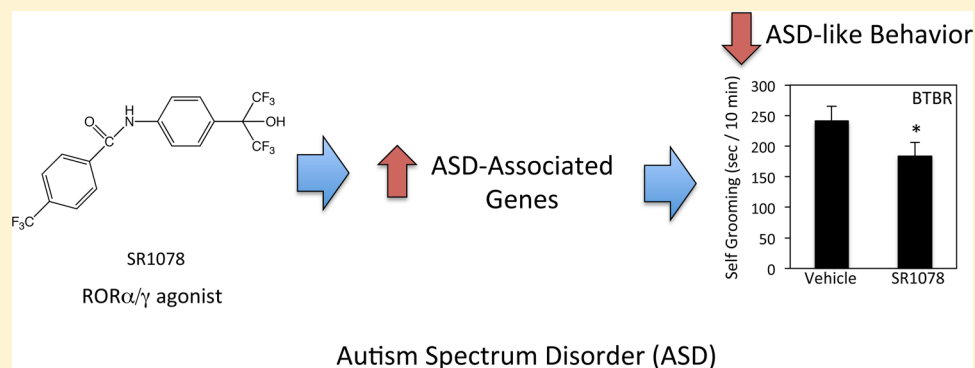 ASD-like Behavior
CF3
H
N
O
C
OH
CF3
F3C
SR1078
RORα/γ agonist
ASD-Associated
Genes
Self Grooming (sec / 10 min)
300
250
200
150
100
50
0
BTBR
*
Vehicle
SR1078
Autism Spectrum Disorder (ASD)